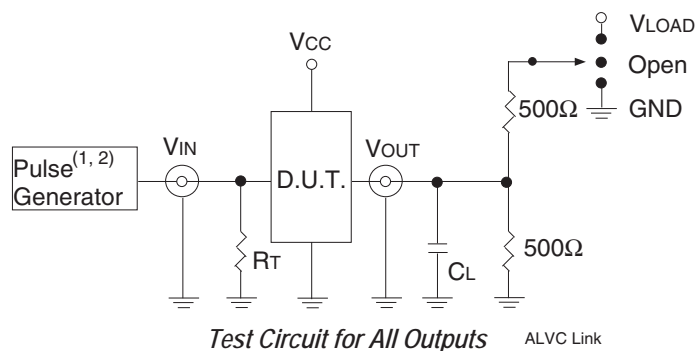 VLOAD
VCC
Open
500Ω
GND
VIN
VOUT
Pulse(1, 2)
Generator
D.U.T.
RT
CL
500Ω
Test Circuit for All Outputs
ALVC Link